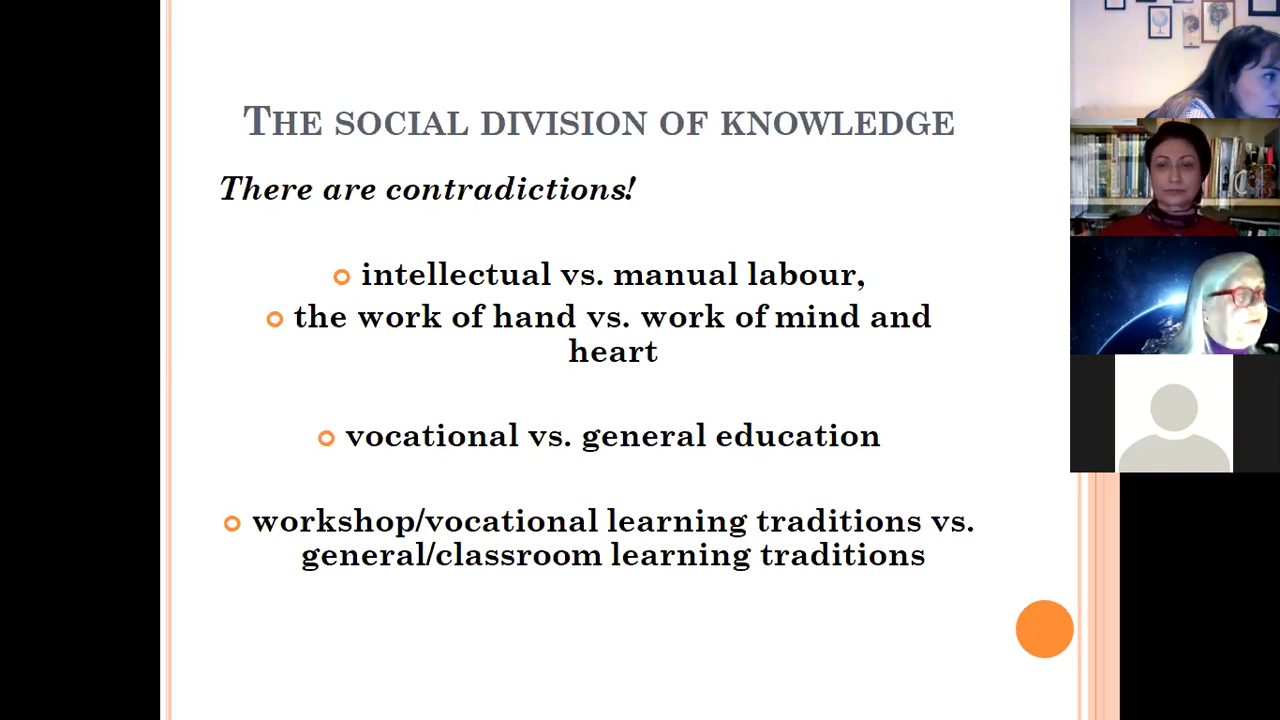 THE SOCIAL DIVISION OF KNOWLEDGE
There are contradictions!
intellectual vs. manual labour,
the work of hand vs. work of mind and
heart
vocational vs. general education
workshop/vocational learning traditions vs.
general/classroom learning traditions